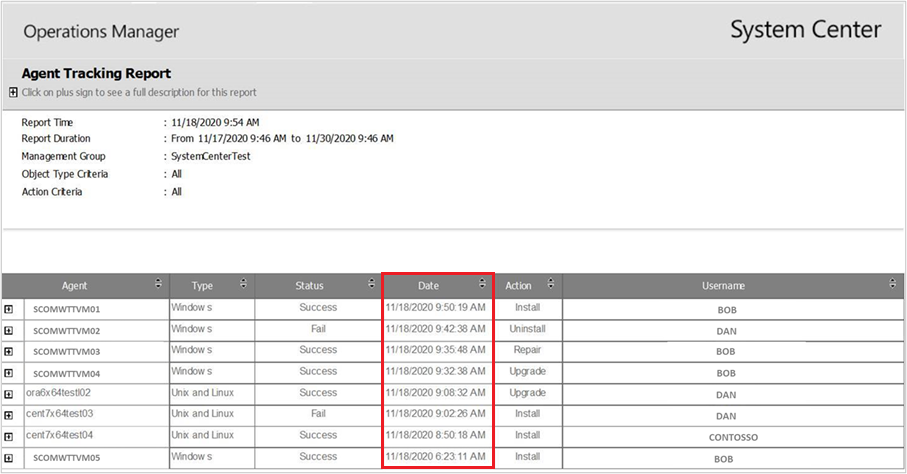 Operations Manager System Center
Agent Tracking Report
Click on plus sign to see a full description for this report
Report Time : 11/18/2020 9:54 AM
Report Duration : From 11/17/2020 9:46 AM to 11/30/2020 9:46 AM
Management Group : SystemCenterTest
Object Type Criteria : All
Action Criteria : All
Agent Type Status Date Action Username
SCOMWTTVM01 Windows Success 11/18/2020 9:50:19 AM Install BOB
SCOMWTTVM02 Windows Fail 11/18/2020 9:42:38 AM Uninstall DAN
SCOMWTTVM03 Windows Success 11/18/2020 9:35:48 AM Repair BOB
SCOMWTTVM04 Windows Success 11/18/2020 9:32:38 AM Upgrade BOB
ora6x64testl02 Unix and Linux Success 11/18/2020 9:08:32 AM Upgrade DAN
cent7x64test03 Unix and Linux Fail 11/18/2020 9:02:26 AM Install DAN
cent7x64test04 Unix and Linux Success 11/18/2020 8:50:18 AM Install CONTOSSO
SCOMWTTVM05 Windows Success 11/18/2020 6:23:11 AM Install BOB